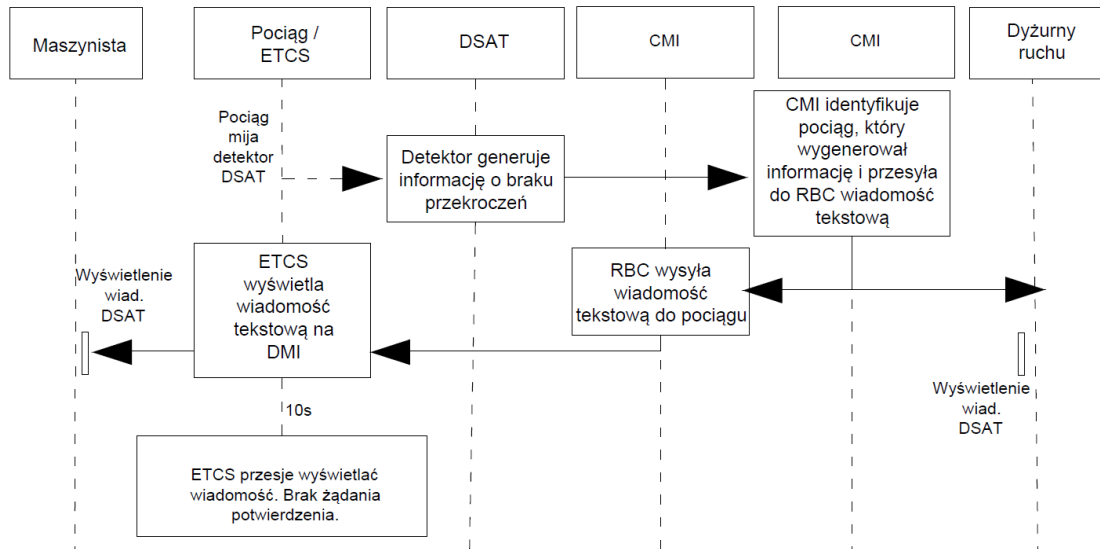 Maszynista
Pociąg /
ETCS
DSAT
CMI
CMI
Dyżurny
ruchu
Pociąg
mija
detektor
DSAT
Detektor generuje
informację o braku
przekroczeń
CMI identyfikuje
pociąg, który
wygenerował
informację i przesyła
do RBC wiadomość
tekstową
Wyświetlenie
wiad.
DSAT
ETCS
wyświetla
wiadomość
tekstową na
DMI
RBC wysyła
wiadomość
tekstową do pociągu
Wyświetlenie
wiad.
DSAT
10s
ETCS przesje wyświetlać
wiadomość. Brak żądania
potwierdzenia.